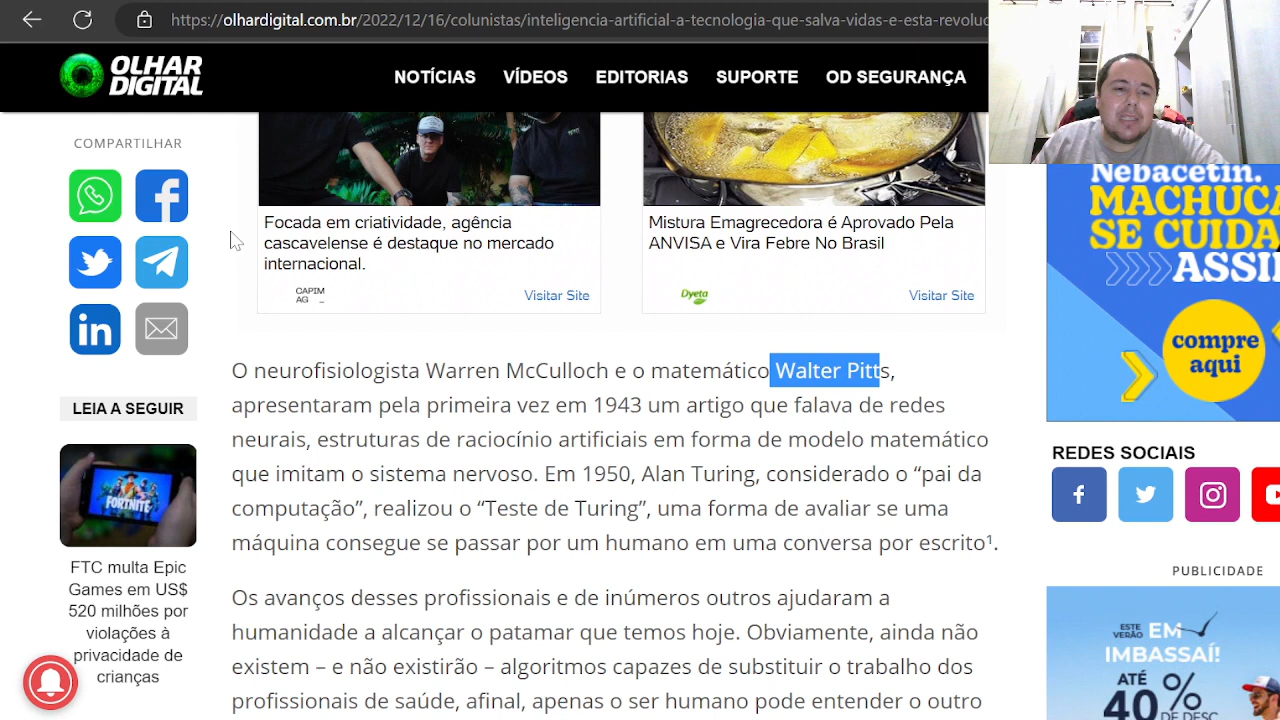 https://olhardigital.com.br/2022/12/16/colunistas/inteligencia-artificial-a-tecnologia-que-salva-vidas-e-esta-revoluc
OLHAR
DIGITAL
NOTÍCIAS
VÍDEOS
EDITORIAS
SUPORTE
OD SEGURANÇA
COMPARTILHAR
Focada em criatividade, agência
cascavelense é destaque no mercado
internacional.
CAPIM
AG _
Visitar Site
Mistura Emagrecedora é Aprovado Pela
ANVISA e Vira Febre No Brasil
Dyeta
Visitar Site
Nebacetin.
MACHUCA
SE CUIDA
ASSI
compre
aqui
O neurofisiologista Warren McCulloch e o matemático Walter Pitts,
apresentaram pela primeira vez em 1943 um artigo que falava de redes
neurais, estruturas de raciocínio artificiais em forma de modelo matemático
que imitam o sistema nervoso. Em 1950, Alan Turing, considerado o “pai da
computação”, realizou o “Teste de Turing”, uma forma de avaliar se uma
máquina consegue se passar por um humano em uma conversa por escrito¹.
Os avanços desses profissionais e de inúmeros outros ajudaram a
humanidade a alcançar o patamar que temos hoje. Obviamente, ainda não
existem – e não existirão – algoritmos capazes de substituir o trabalho dos
profissionais de saúde, afinal, apenas o ser humano pode entender o outro
LEIA A SEGUIR
FORTNITE
FTC multa Epic
Games em US$
520 milhões por
violações à
privacidade de
crianças
REDES SOCIAIS
PUBLICIDADE
ESTE
VERÃO
EM
IMBASSAÍ!
ATÉ
40%
DE DESC